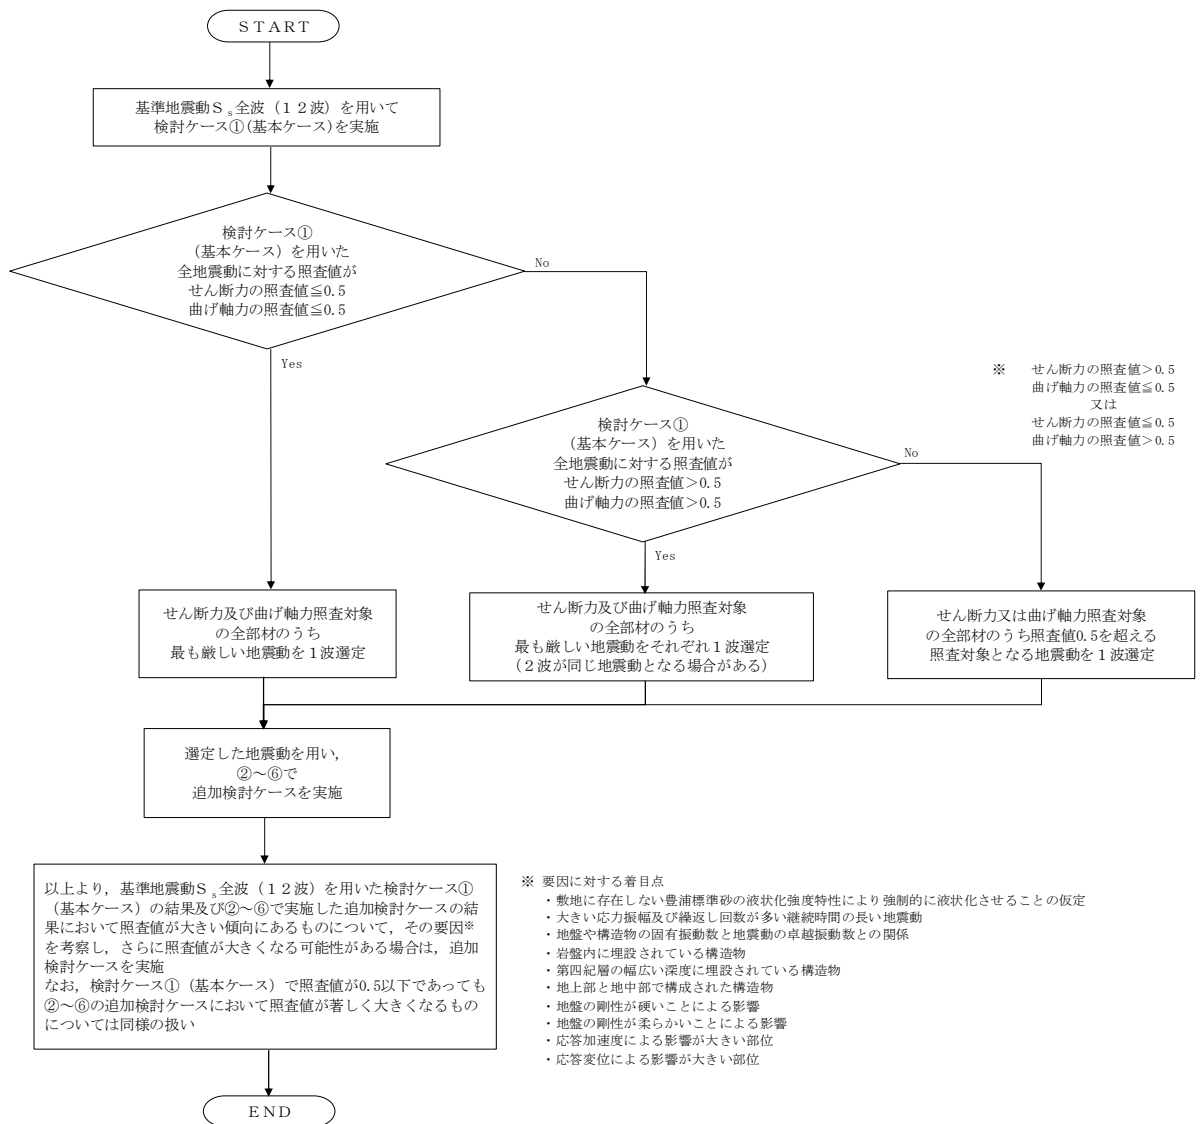 ＳＴＡＲＴ
基準地震動Ｓｓ全波（１２波）を用いて
検討ケース①(基本ケース)を実施
検討ケース①
（基本ケース）を用いた
全地震動に対する照査値が
せん断力の照査値≦0.5
曲げ軸力の照査値≦0.5
No
Yes
※　せん断力の照査値＞0.5
曲げ軸力の照査値≦0.5
又は
せん断力の照査値≦0.5
曲げ軸力の照査値＞0.5
検討ケース①
（基本ケース）を用いた
全地震動に対する照査値が
せん断力の照査値＞0.5
曲げ軸力の照査値＞0.5
No
Yes
せん断力及び曲げ軸力照査対象
の全部材のうち
最も厳しい地震動を１波選定
せん断力及び曲げ軸力照査対象
の全部材のうち
最も厳しい地震動をそれぞれ１波選定
（２波が同じ地震動となる場合がある）
せん断力又は曲げ軸力照査対象
の全部材のうち照査値0.5を超える
照査対象となる地震動を１波選定
選定した地震動を用い，
②～⑥で
追加検討ケースを実施
以上より，基準地震動Ｓｓ全波（１２波）を用いた検討ケース①
（基本ケース）の結果及び②～⑥で実施した追加検討ケースの結
果において照査値が大きい傾向にあるものについて，その要因※
を考察し，さらに照査値が大きくなる可能性がある場合は，追加
検討ケースを実施
なお，検討ケース①（基本ケース）で照査値が0.5以下であっても
②～⑥の追加検討ケースにおいて照査値が著しく大きくなるもの
については同様の扱い
※ 要因に対する着目点
・敷地に存在しない豊浦標準砂の液状化強度特性により強制的に液状化させることの仮定
・大きい応力振幅及び繰返し回数が多い継続時間の長い地震動
・地盤や構造物の固有振動数と地震動の卓越振動数との関係
・岩盤内に埋設されている構造物
・第四紀層の幅広い深度に埋設されている構造物
・地上部と地中部で構成された構造物
・地盤の剛性が硬いことによる影響
・地盤の剛性が柔らかいことによる影響
・応答加速度による影響が大きい部位
・応答変位による影響が大きい部位
ＥＮＤ